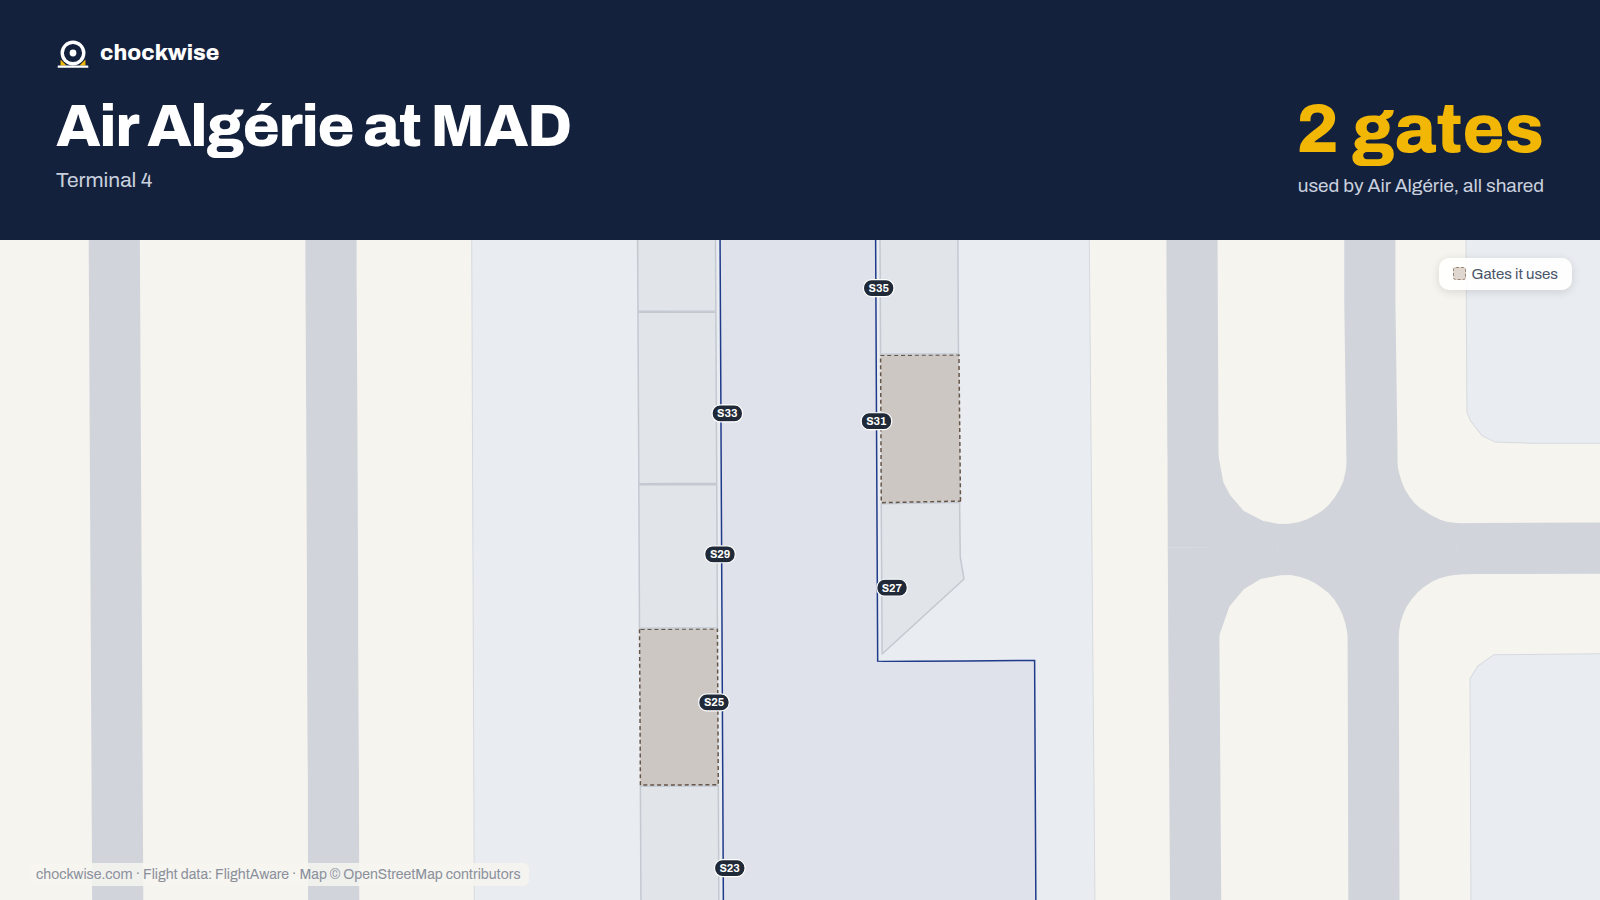 chockwise
Air Algérie at MAD
Terminal 4
2 gates
used by Air Algérie, all shared
Gates it uses
S35
S33
S31
S29
S27
S25
S23
chockwise.com · Flight data: FlightAware · Map © OpenStreetMap contributors